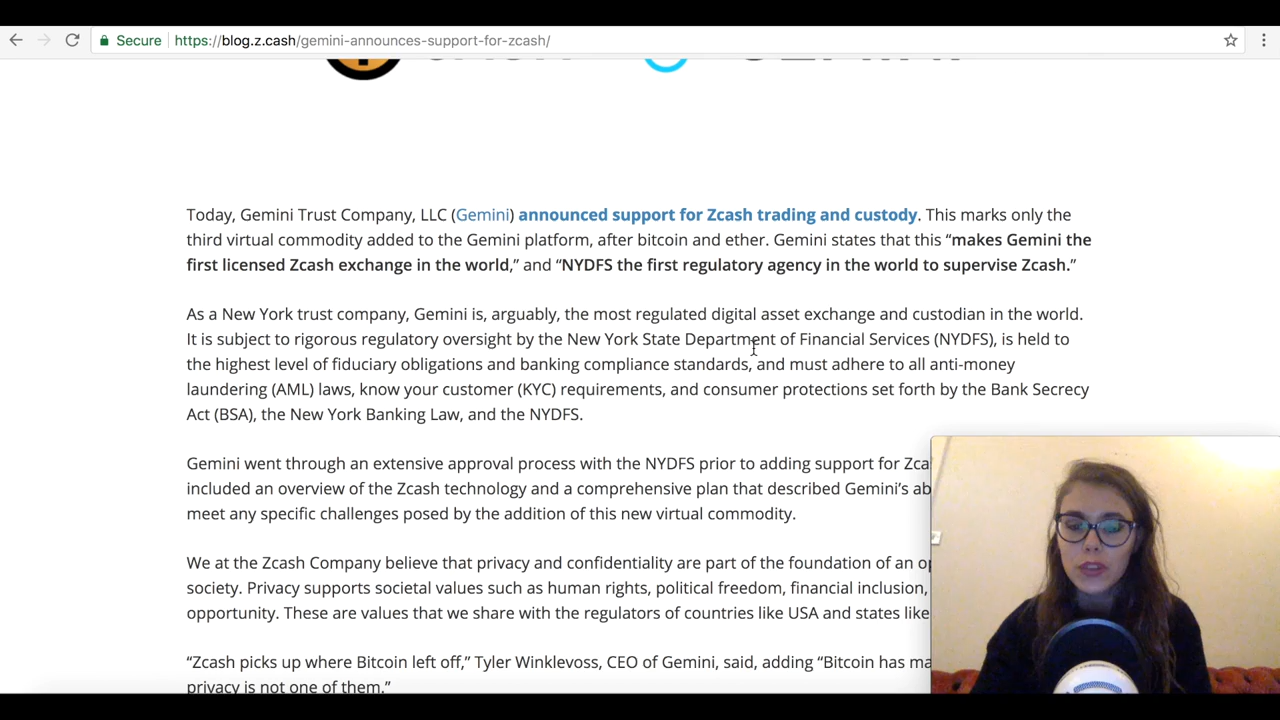 Secure
https://blog.z.cash/gemini-announces-support-for-zcash/
Today, Gemini Trust Company, LLC (Gemini) announced support for Zcash trading and custody. This marks only the
third virtual commodity added to the Gemini platform, after bitcoin and ether. Gemini states that this “makes Gemini the
first licensed Zcash exchange in the world,” and “NYDFS the first regulatory agency in the world to supervise Zcash.”
As a New York trust company, Gemini is, arguably, the most regulated digital asset exchange and custodian in the world.
It is subject to rigorous regulatory oversight by the New York State Department of Financial Services (NYDFS), is held to
the highest level of fiduciary obligations and banking compliance standards, and must adhere to all anti-money
laundering (AML) laws, know your customer (KYC) requirements, and consumer protections set forth by the Bank Secrecy
Act (BSA), the New York Banking Law, and the NYDFS.
Gemini went through an extensive approval process with the NYDFS prior to adding support for
included an overview of the Zcash technology and a comprehensive plan that described Gemini’s
meet any specific challenges posed by the addition of this new virtual commodity.
We at the Zcash Company believe that privacy and confidentiality are part of the foundation of an
society. Privacy supports societal values such as human rights, political freedom, financial inclusion,
opportunity. These are values that we share with the regulators of countries like USA and states like
“Zcash picks up where Bitcoin left off,” Tyler Winklevoss, CEO of Gemini, said, adding “Bitcoin has
privacy is not one of them.”